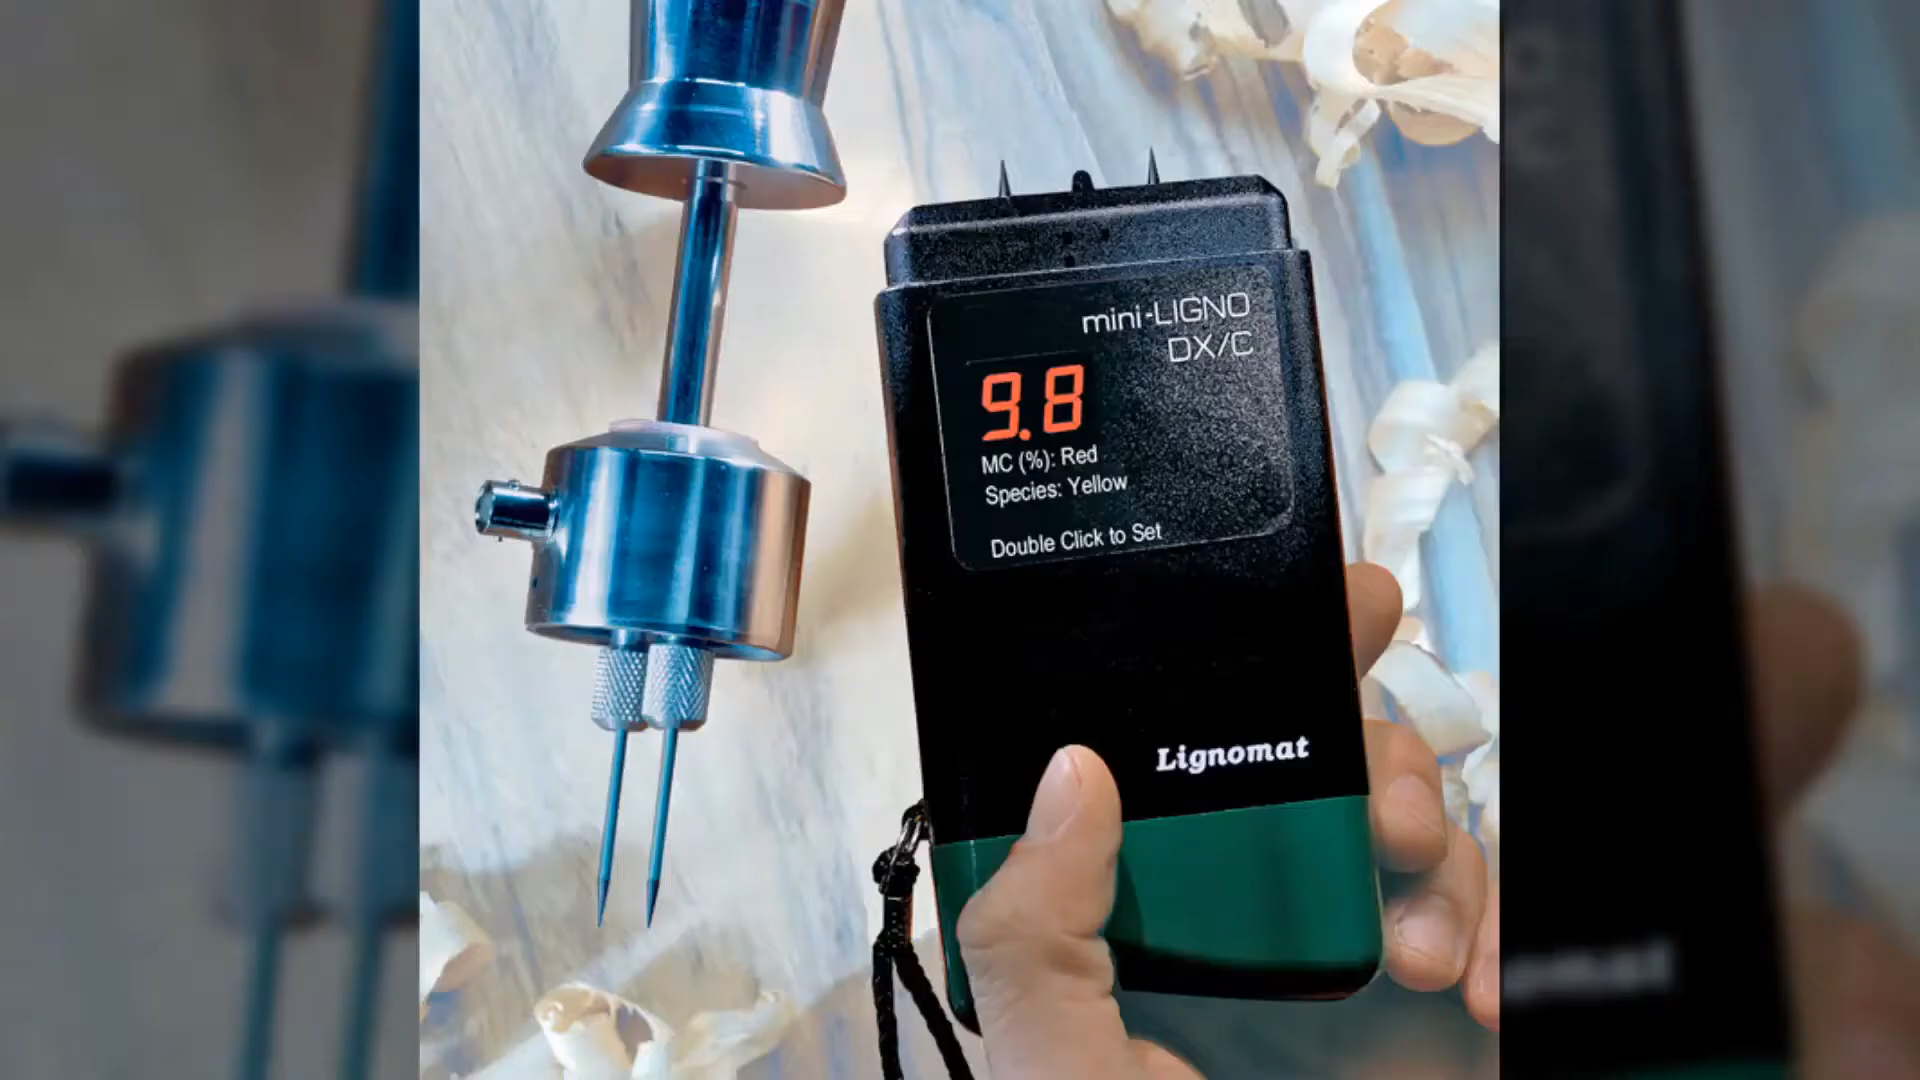 mini-LIGNO
DX/C
9.8
MC (%): Red
Species: Yellow
Double Click to Set
Lignomat